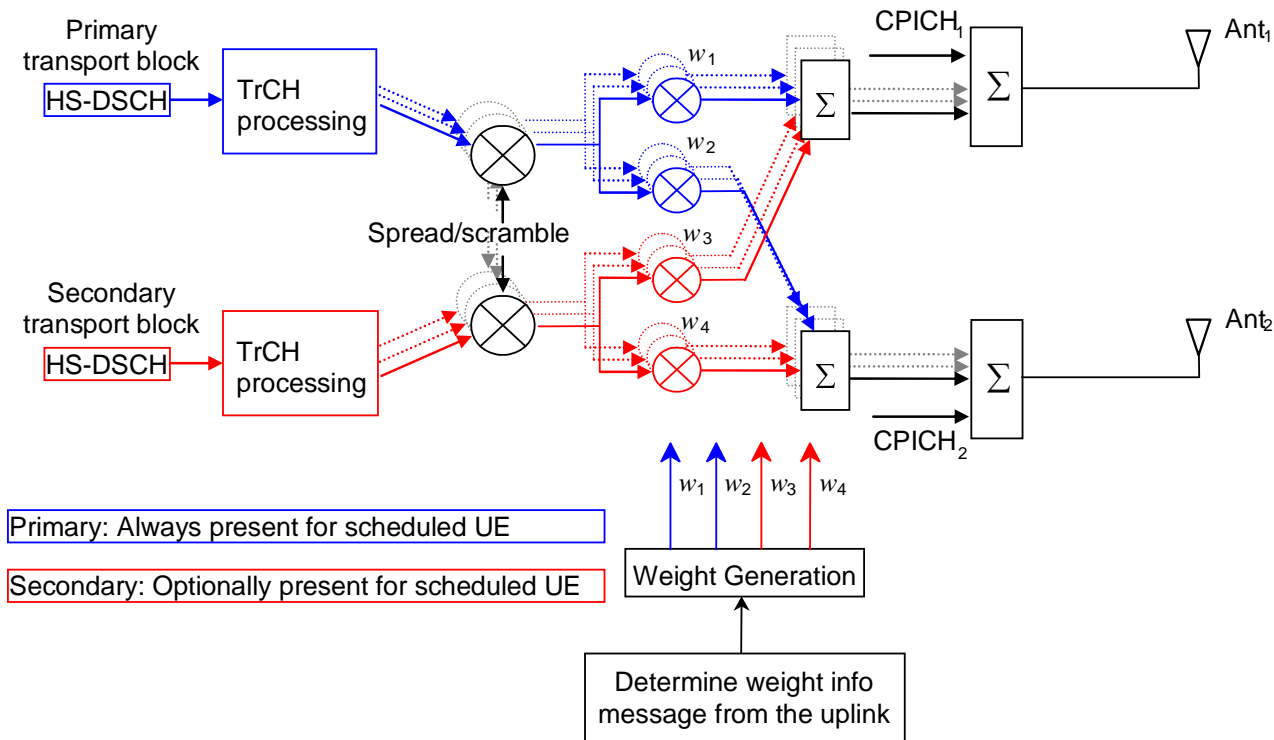 Primary
transport block
HS-DSCH
TrCH
processing
w1
w2
CPICH1
Σ
Σ
Ant1
Spread/scramble
Secondary
transport block
HS-DSCH
TrCH
processing
w3
w4
Σ
Σ
CPICH2
Ant2
w1 w2 w3 w4
Primary: Always present for scheduled UE
Secondary: Optionally present for scheduled UE
Weight Generation
Determine weight info
message from the uplink